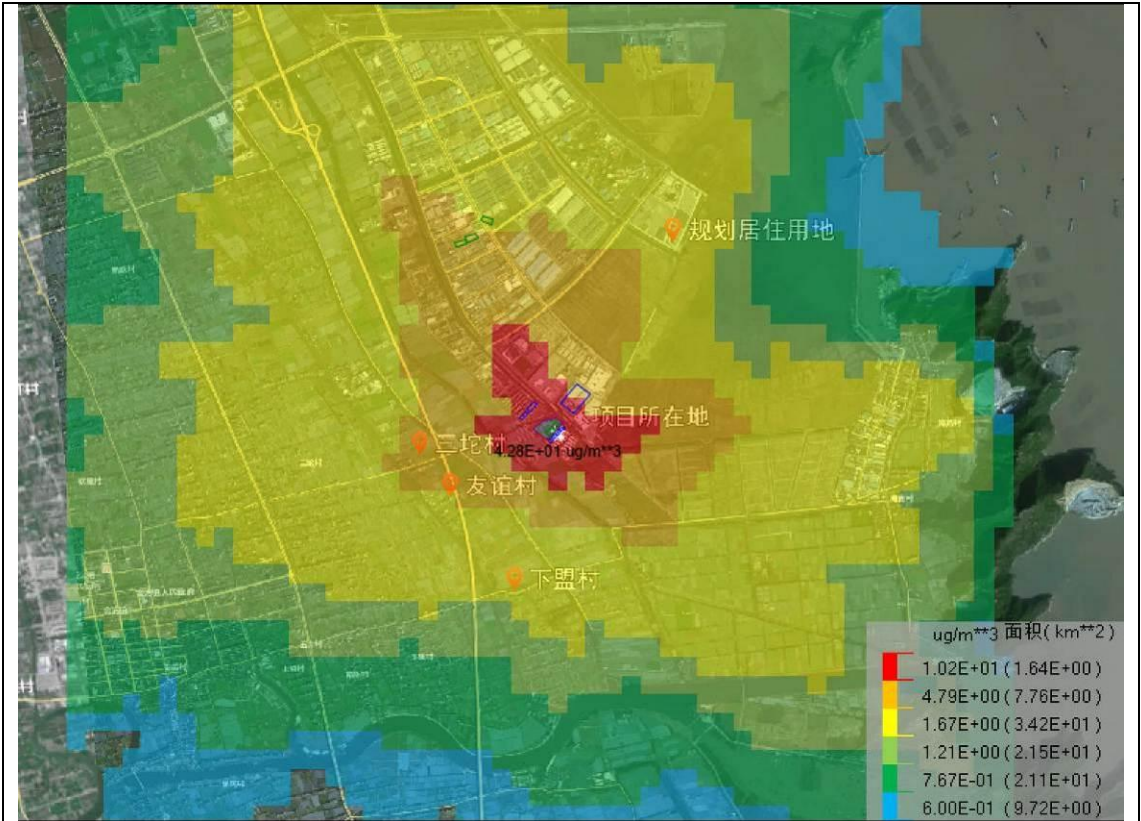 规划居住用地
项目所在地
三坨村
4.28E+01 ug/m**3
友谊村
下盟村
ug/m**3 面积(km**2)
1.02E+01 (1.64E+00)
4.79E+00 (7.76E+00)
1.67E+00 (3.42E+01)
1.21E+00 (2.15E+01)
7.67E-01 (2.11E+01)
6.00E-01 (9.72E+00)